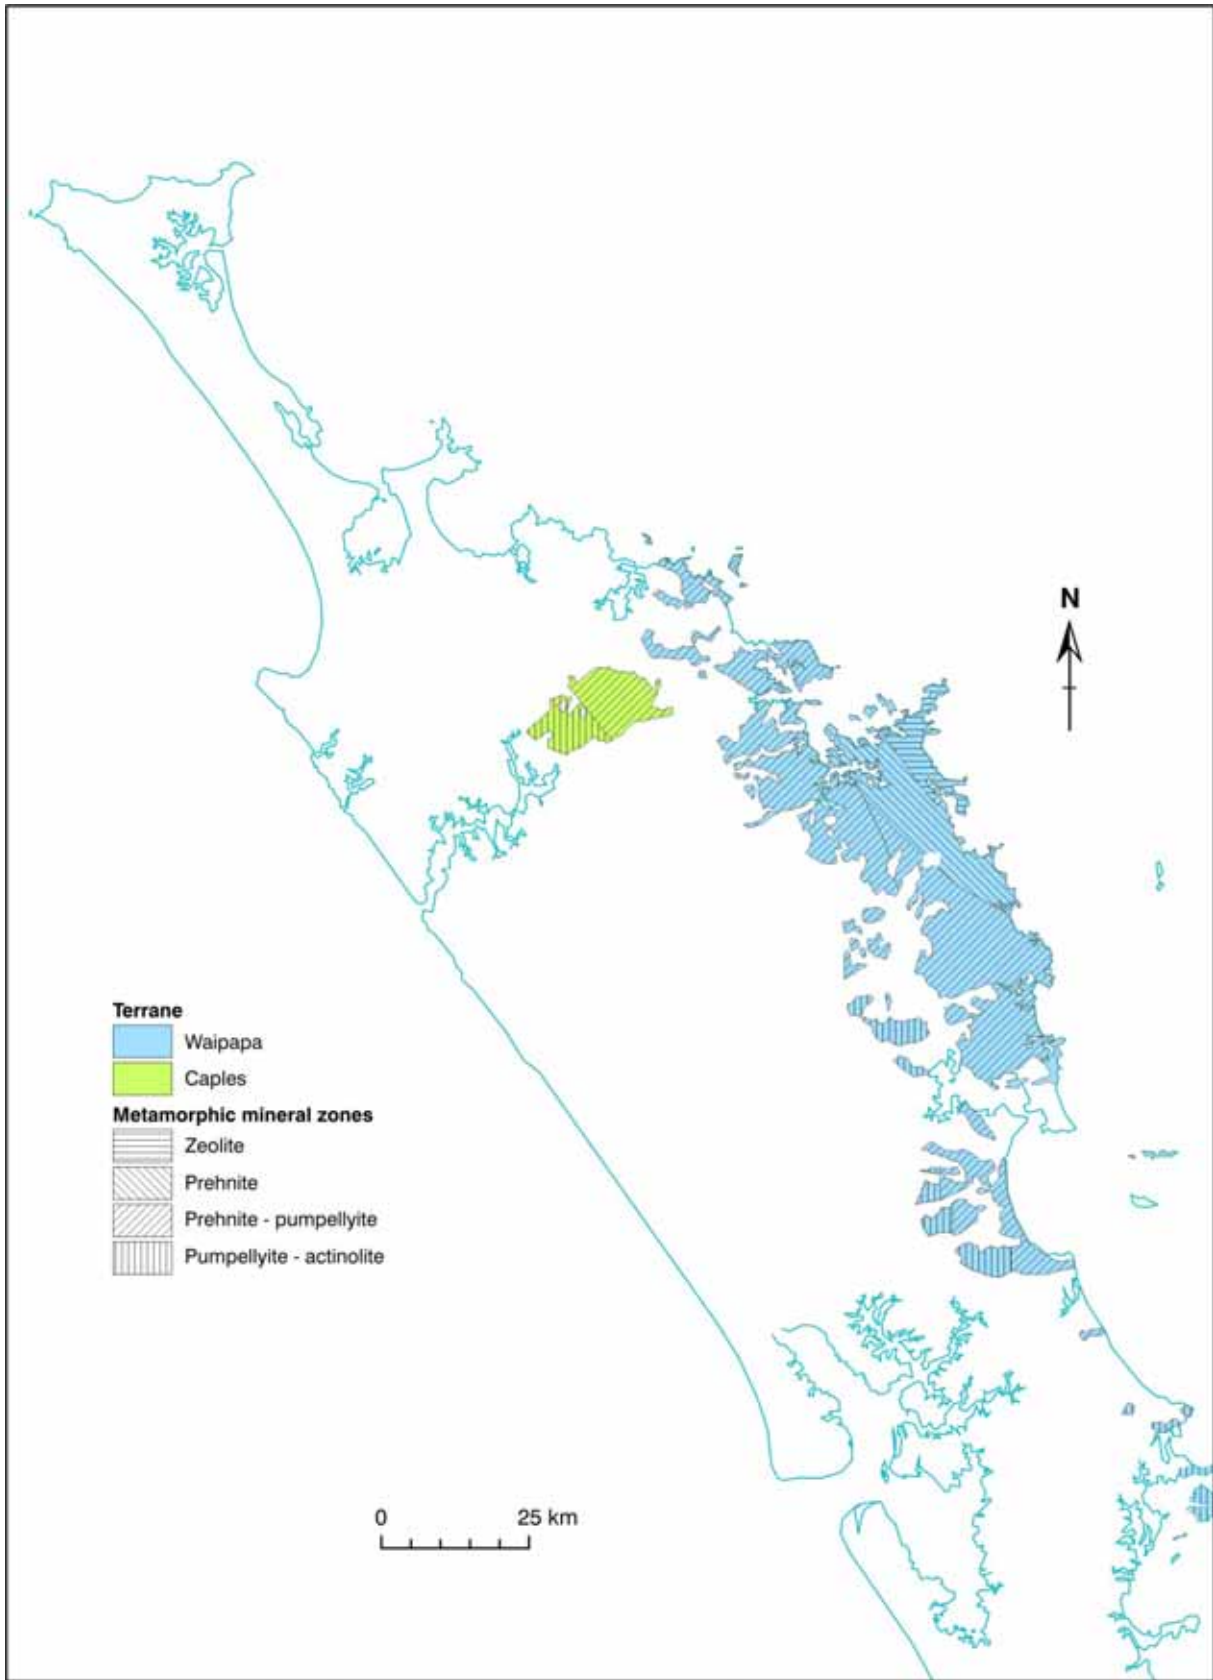 N
Terrane
Waipapa
Caples
Metamorphic mineral zones
Zeolite
Prehnite
Prehnite - pumpellyite
Pumpellyite - actinolite
0 25 km